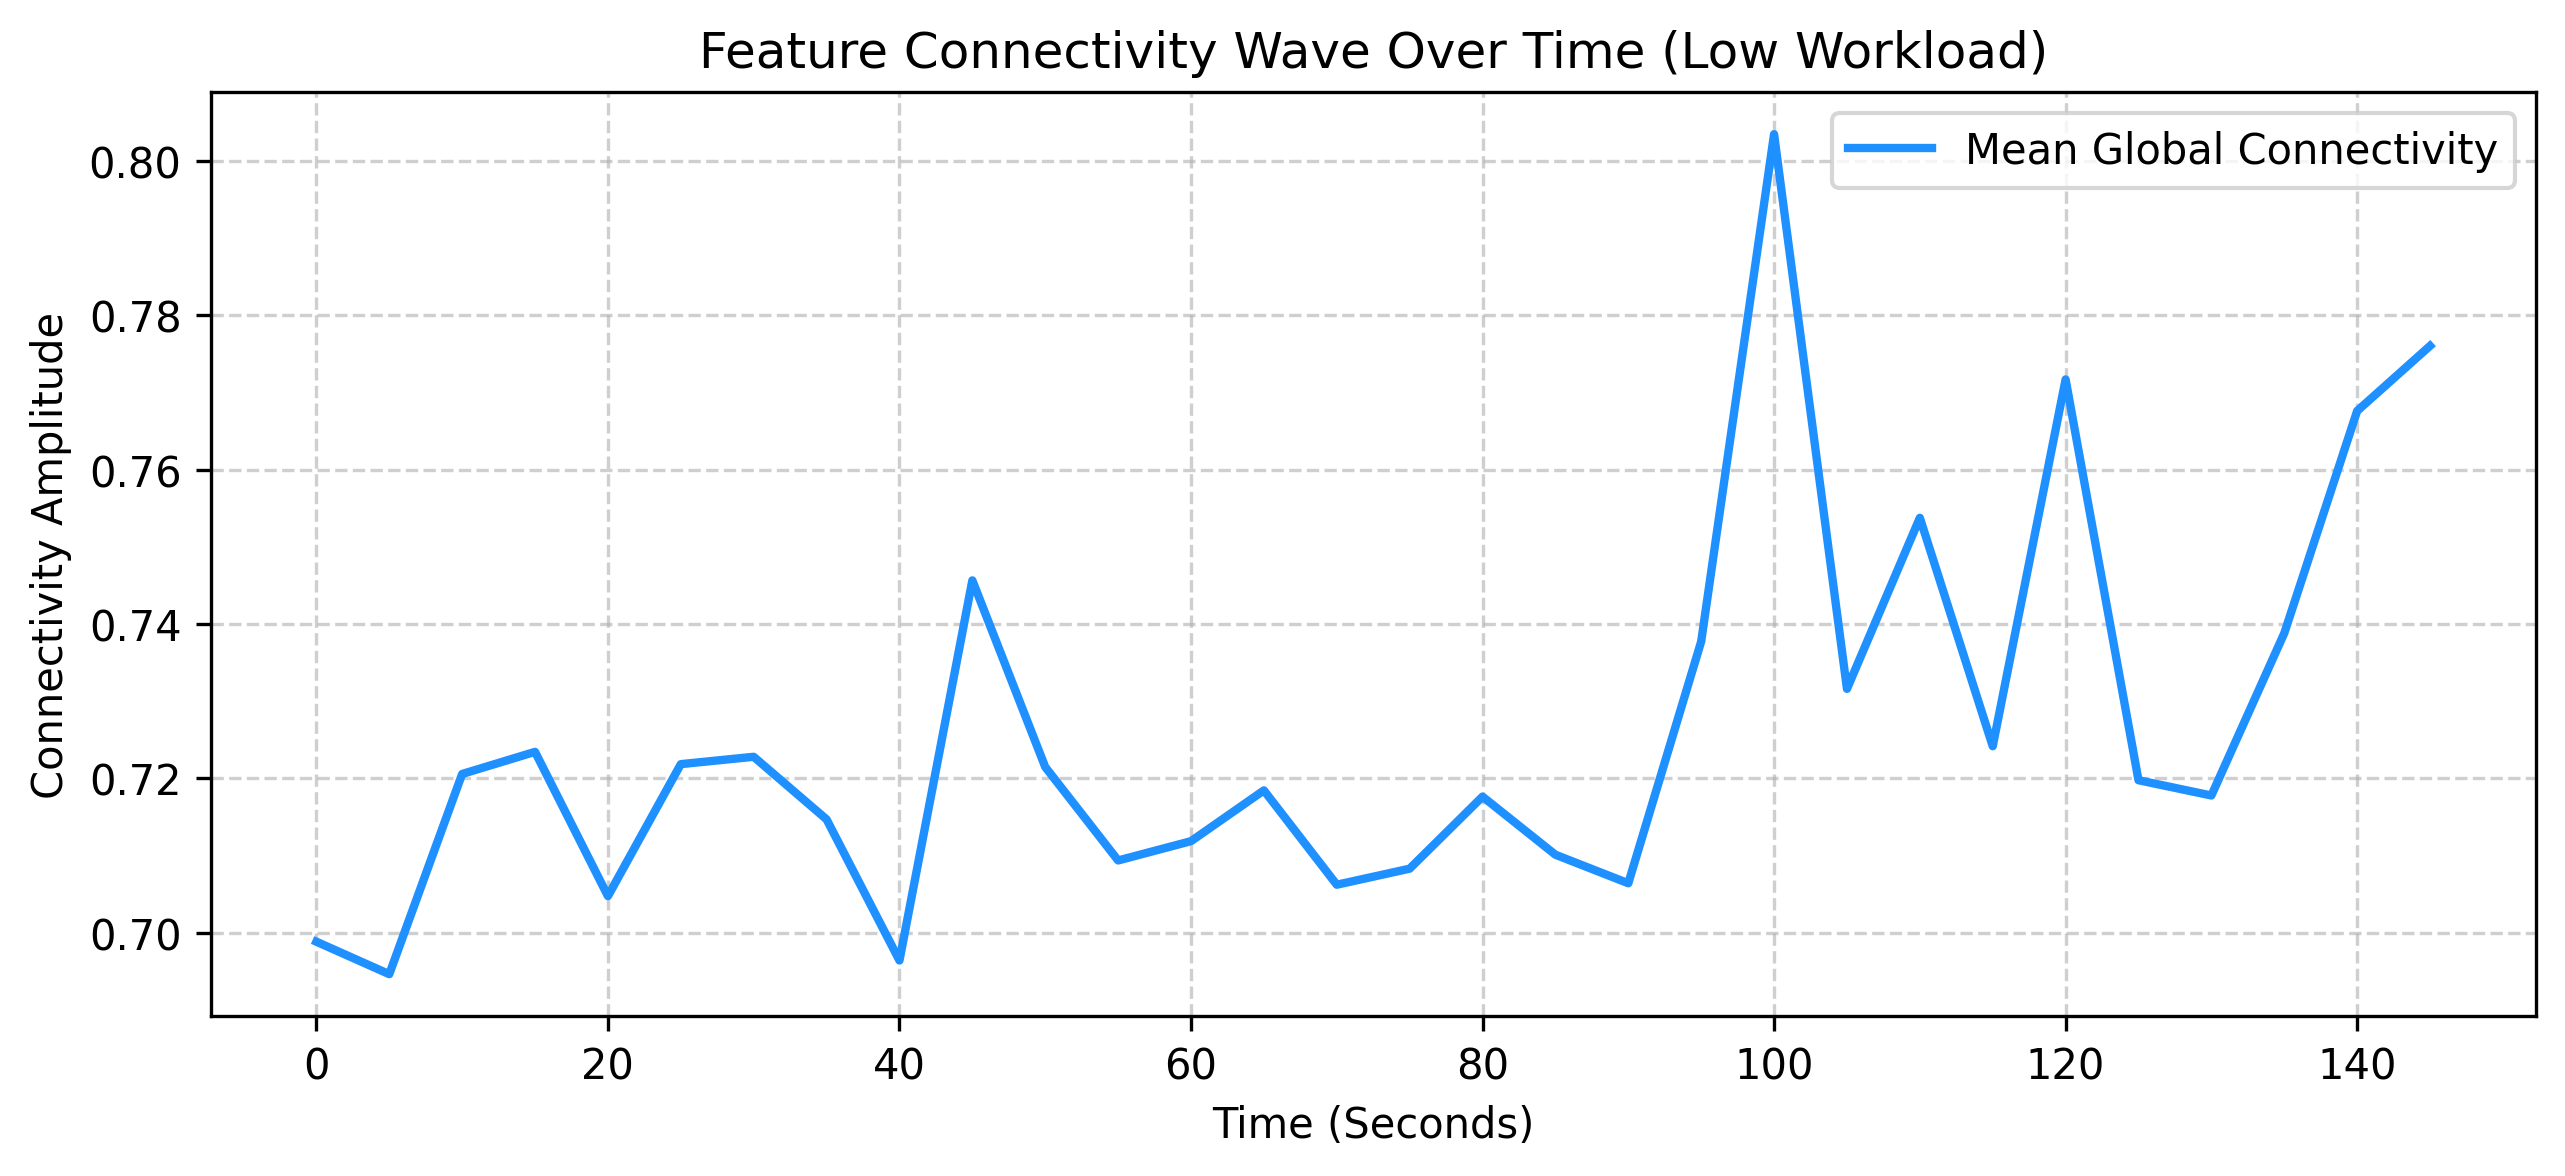 Feature Connectivity Wave Over Time (Low Workload)
Mean Global Connectivity
Connectivity Amplitude
0.80
0.78
0.76
0.74
0.72
0.70
0 20 40 60 80 100 120 140
Time (Seconds)